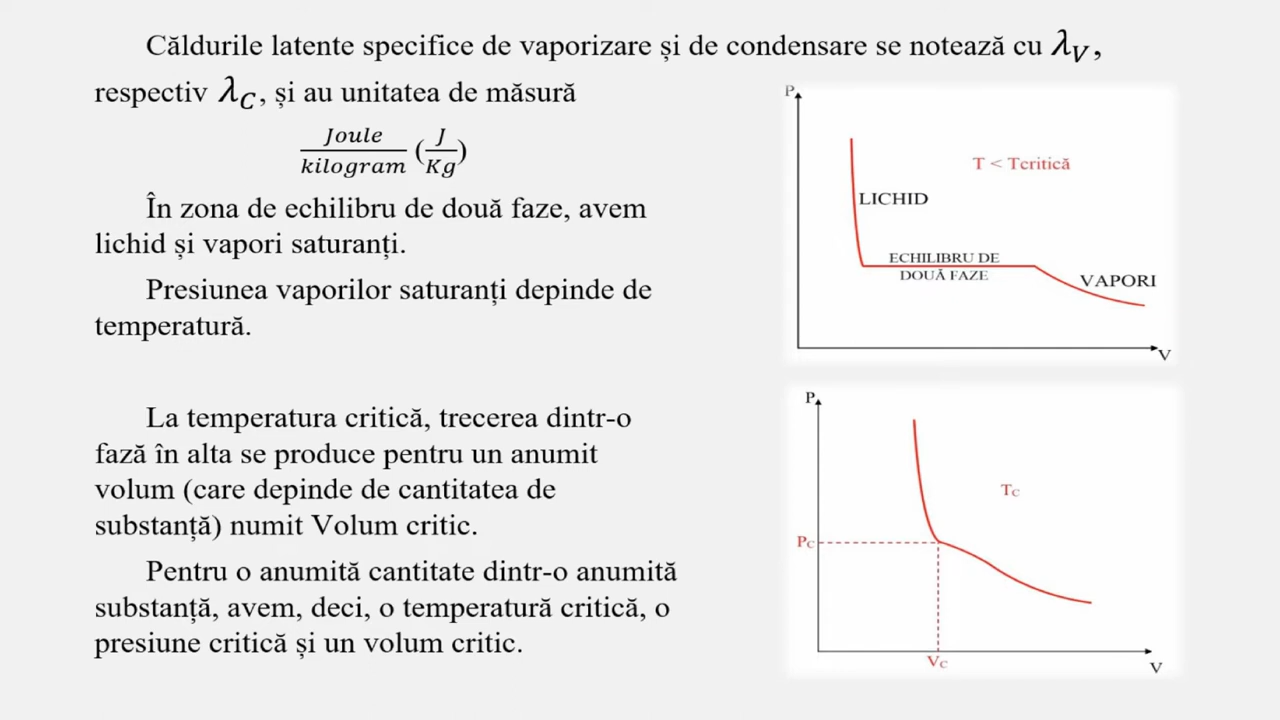 Căldurile latente specifice de vaporizare și de condensare se notează cu λV,
respectiv λC, și au unitatea de măsură
Joule/kilogram (J/Kg)
În zona de echilibru de două faze, avem
lichid și vapori saturanți.
Presiunea vaporilor saturanți depinde de
temperatură.
La temperatura critică, trecerea dintr-o
fază în alta se produce pentru un anumit
volum (care depinde de cantitatea de
substanță) numit Volum critic.
Pentru o anumită cantitate dintr-o anumită
substanță, avem, deci, o temperatură critică, o
presiune critică și un volum critic.
P
T < Tcritică
LICHID
ECHILIBRU DE
DOUĂ FAZE
VAPORI
V
P
TC
PC
VC
V